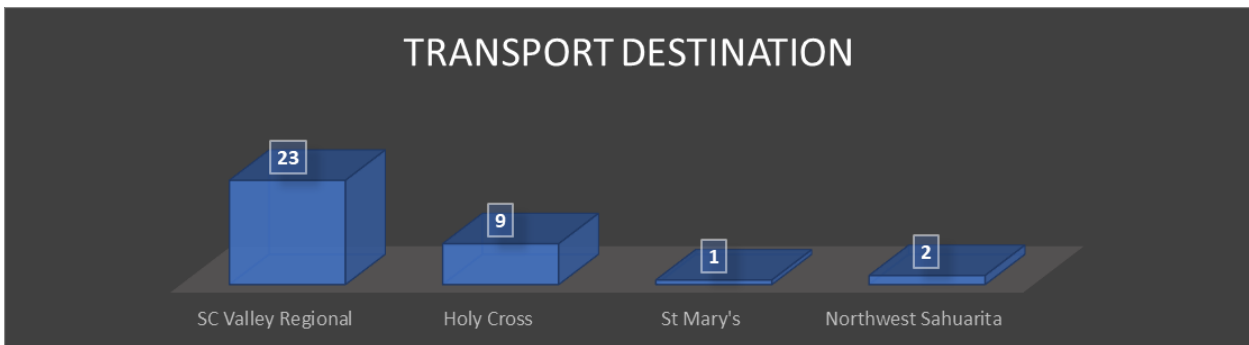 TRANSPORT DESTINATION
23
9
1
2
SC Valley Regional
Holy Cross
St Mary's
Northwest Sahuarita